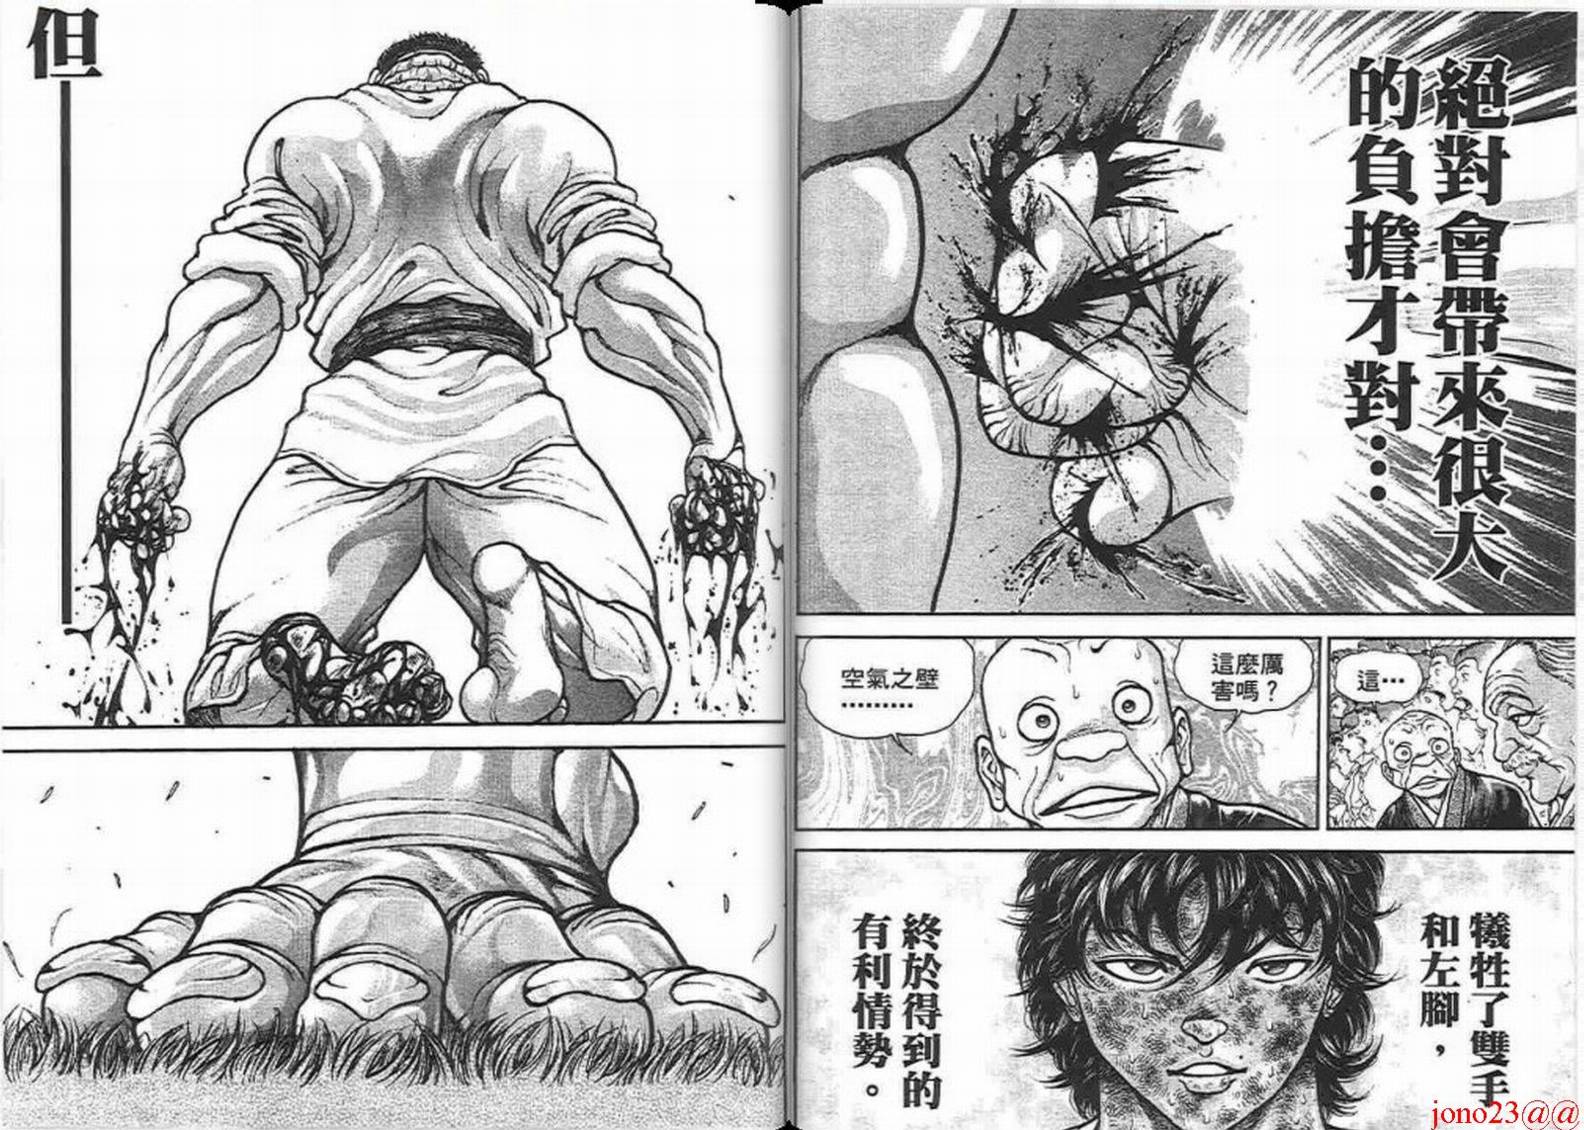 絕對會帶來很大
的負擔才對…
這…
這麼厲
害嗎？
空氣之壁
………
犧牲了雙手
和左腳，
終於得到的
有利情勢。
但—
jono23@@